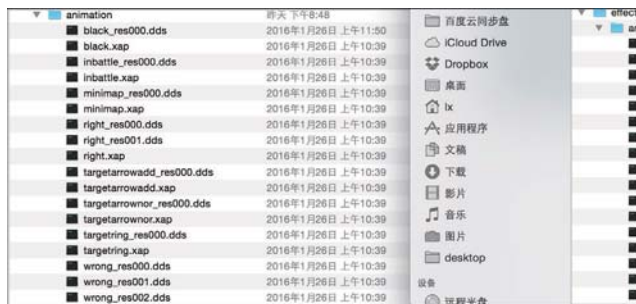 animation
昨天 下午8:48
black_res000.dds
2016年1月26日 上午11:50
black.xap
2016年1月26日 上午10:39
inbattle_res000.dds
2016年1月26日 上午10:39
inbattle.xap
2016年1月26日 上午10:39
minimap_res000.dds
2016年1月26日 上午10:39
minimap.xap
2016年1月26日 上午10:39
right_res000.dds
2016年1月26日 上午10:39
right_res001.dds
2016年1月26日 上午10:39
right.xap
2016年1月26日 上午10:39
targetarrowadd_res000.dds
2016年1月26日 上午10:39
targetarrowadd.xap
2016年1月26日 上午10:39
targetarrownor_res000.dds
2016年1月26日 上午10:39
targetarrownor.xap
2016年1月26日 上午10:39
targetring_res000.dds
2016年1月26日 上午10:39
targetring.xap
2016年1月26日 上午10:39
wrong_res000.dds
2016年1月26日 上午10:39
wrong_res001.dds
2016年1月26日 上午10:39
wrong_res002.dds
2016年1月26日 上午10:39
百度云同步盘
iCloud Drive
Dropbox
桌面
lx
应用程序
文稿
下载
影片
音乐
图片
desktop
设备
远程光盘